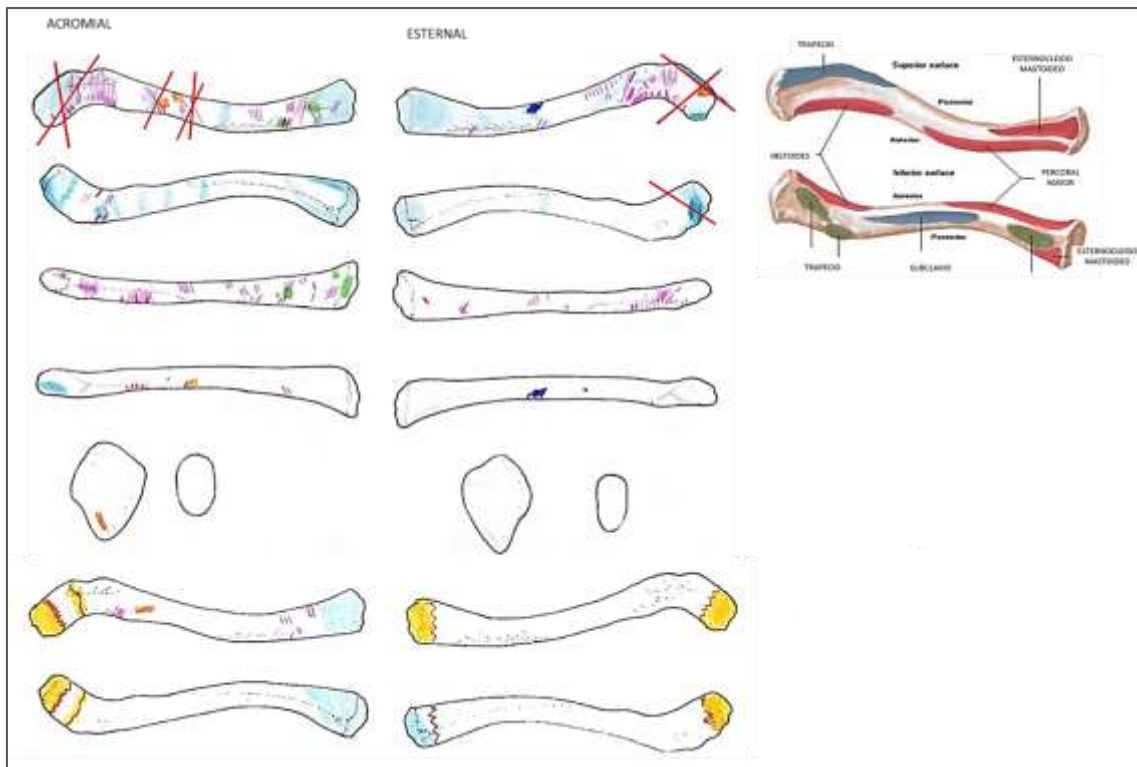 ACROMIAL
ESTERNAL
TRAPECIO
Superior surface
ESTERNOCLEIDO
MASTOIDEO
Posterior
Anterior
DELTOIDES
Inferior surface
PECTORAL
MAYOR
Anterior
Posterior
TRAPECIO
SUBCLAVIO
ESTERNOCLEIDO
MASTOIDEO